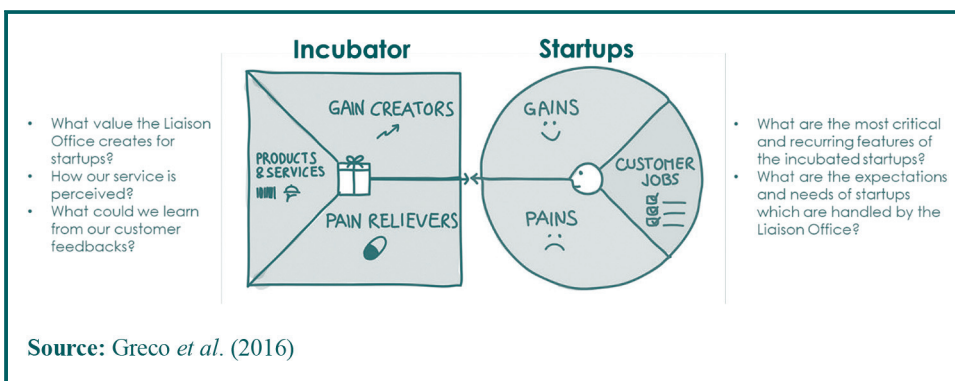 Incubator
Startups
• What value the Liaison
Office creates for
startups?
• How our service is
perceived?
• What could we learn
from our customer
feedbacks?
GAIN CREATORS
PRODUCTS
& SERVICES
PAIN RELIEVERS
GAINS
CUSTOMER
JOBS
PAINS
• What are the most critical
and recurring features of
the incubated startups?
• What are the expectations
and needs of startups
which are handled by the
Liaison Office?
Source: Greco et al. (2016)